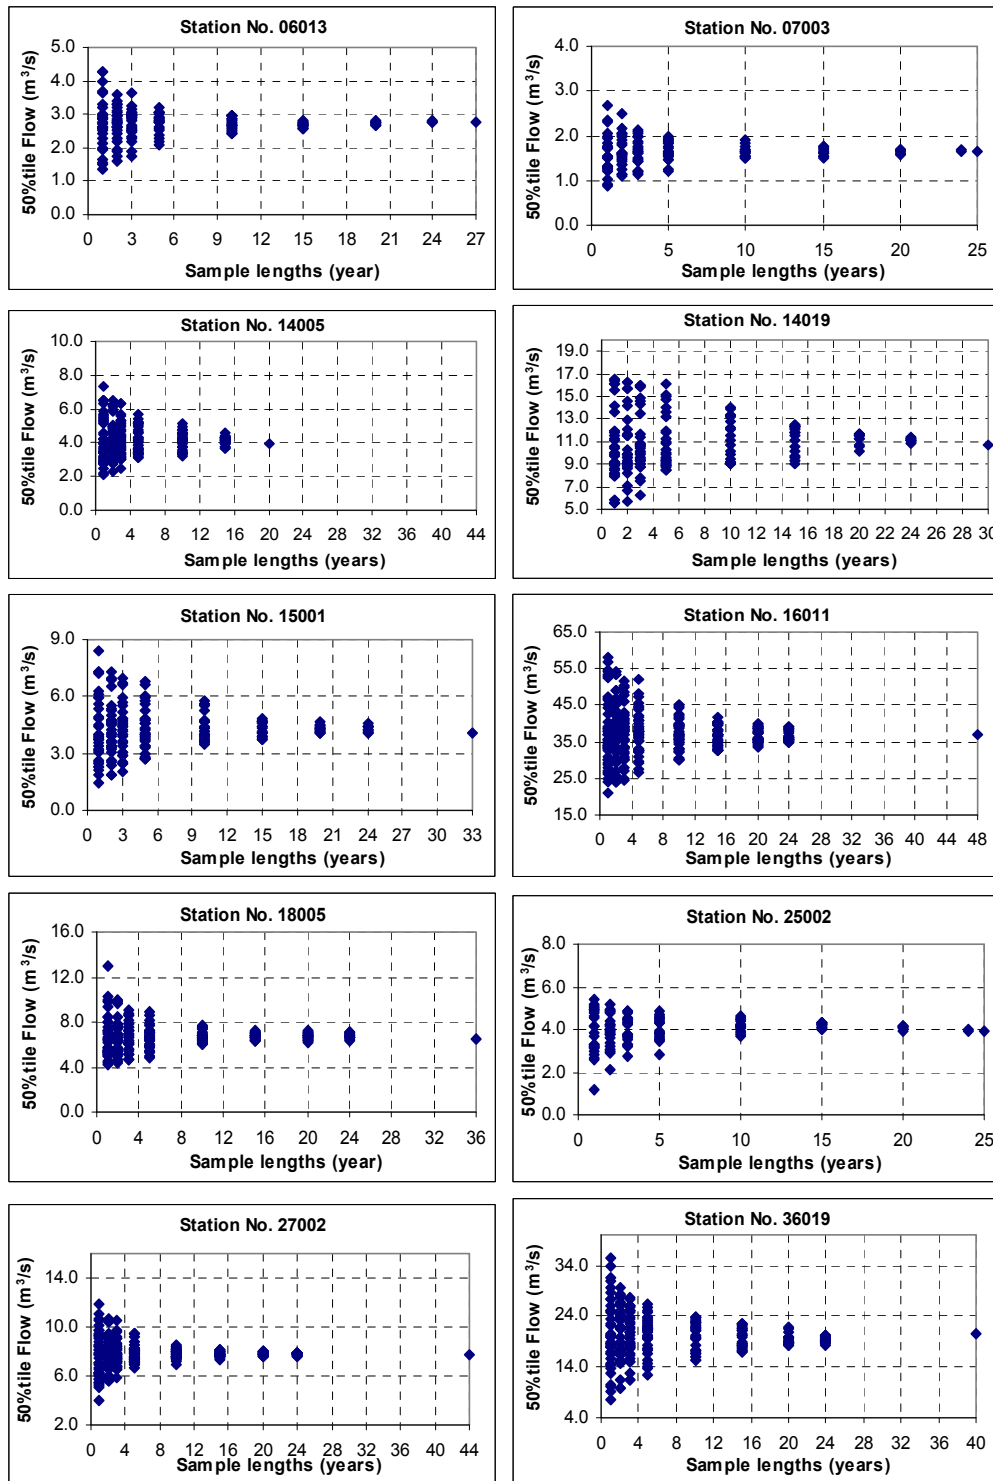 Station No. 06013
50%tile Flow (m³/s)
5.0
4.0
3.0
2.0
1.0
0.0
0 3 6 9 12 15 18 21 24 27
Sample lengths (year)
Station No. 07003
50%tile Flow (m³/s)
4.0
3.0
2.0
1.0
0.0
0 5 10 15 20 25
Sample lengths (years)
Station No. 14005
50%tile Flow (m³/s)
10.0
8.0
6.0
4.0
2.0
0.0
0 4 8 12 16 20 24 28 32 36 40 44
Sample lengths (years)
Station No. 14019
50%tile Flow (m³/s)
19.0
17.0
15.0
13.0
11.0
9.0
7.0
5.0
0 2 4 6 8 10 12 14 16 18 20 22 24 26 28 30
Sample lengths (years)
Station No. 15001
50%tile Flow (m³/s)
9.0
6.0
3.0
0.0
0 3 6 9 12 15 18 21 24 27 30 33
Sample lengths (years)
Station No. 16011
50%tile Flow (m³/s)
65.0
55.0
45.0
35.0
25.0
15.0
0 4 8 12 16 20 24 28 32 36 40 44 48
Sample lengths (years)
Station No. 18005
50%tile Flow (m³/s)
16.0
12.0
8.0
4.0
0.0
0 4 8 12 16 20 24 28 32 36
Sample lengths (year)
Station No. 25002
50%tile Flow (m³/s)
8.0
6.0
4.0
2.0
0.0
0 5 10 15 20 25
Sample lengths (years)
Station No. 27002
50%tile Flow (m³/s)
14.0
10.0
6.0
2.0
0 4 8 12 16 20 24 28 32 36 40 44
Sample lengths (years)
Station No. 36019
50%tile Flow (m³/s)
34.0
24.0
14.0
4.0
0 4 8 12 16 20 24 28 32 36 40
Sample lengths (years)